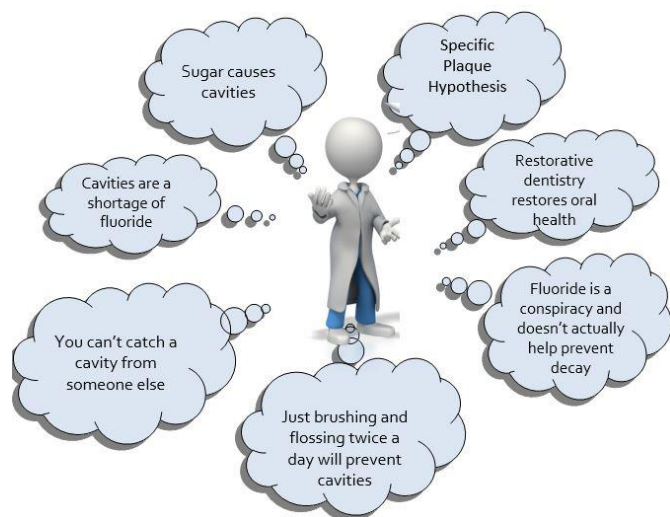 Sugar causes
cavities
Specific
Plaque
Hypothesis
Cavities are a
shortage of
fluoride
Restorative
dentistry
restores oral
health
You can’t catch a
cavity from
someone else
Fluoride is a
conspiracy and
doesn’t actually
help prevent
decay
Just brushing and
flossing twice a
day will prevent
cavities